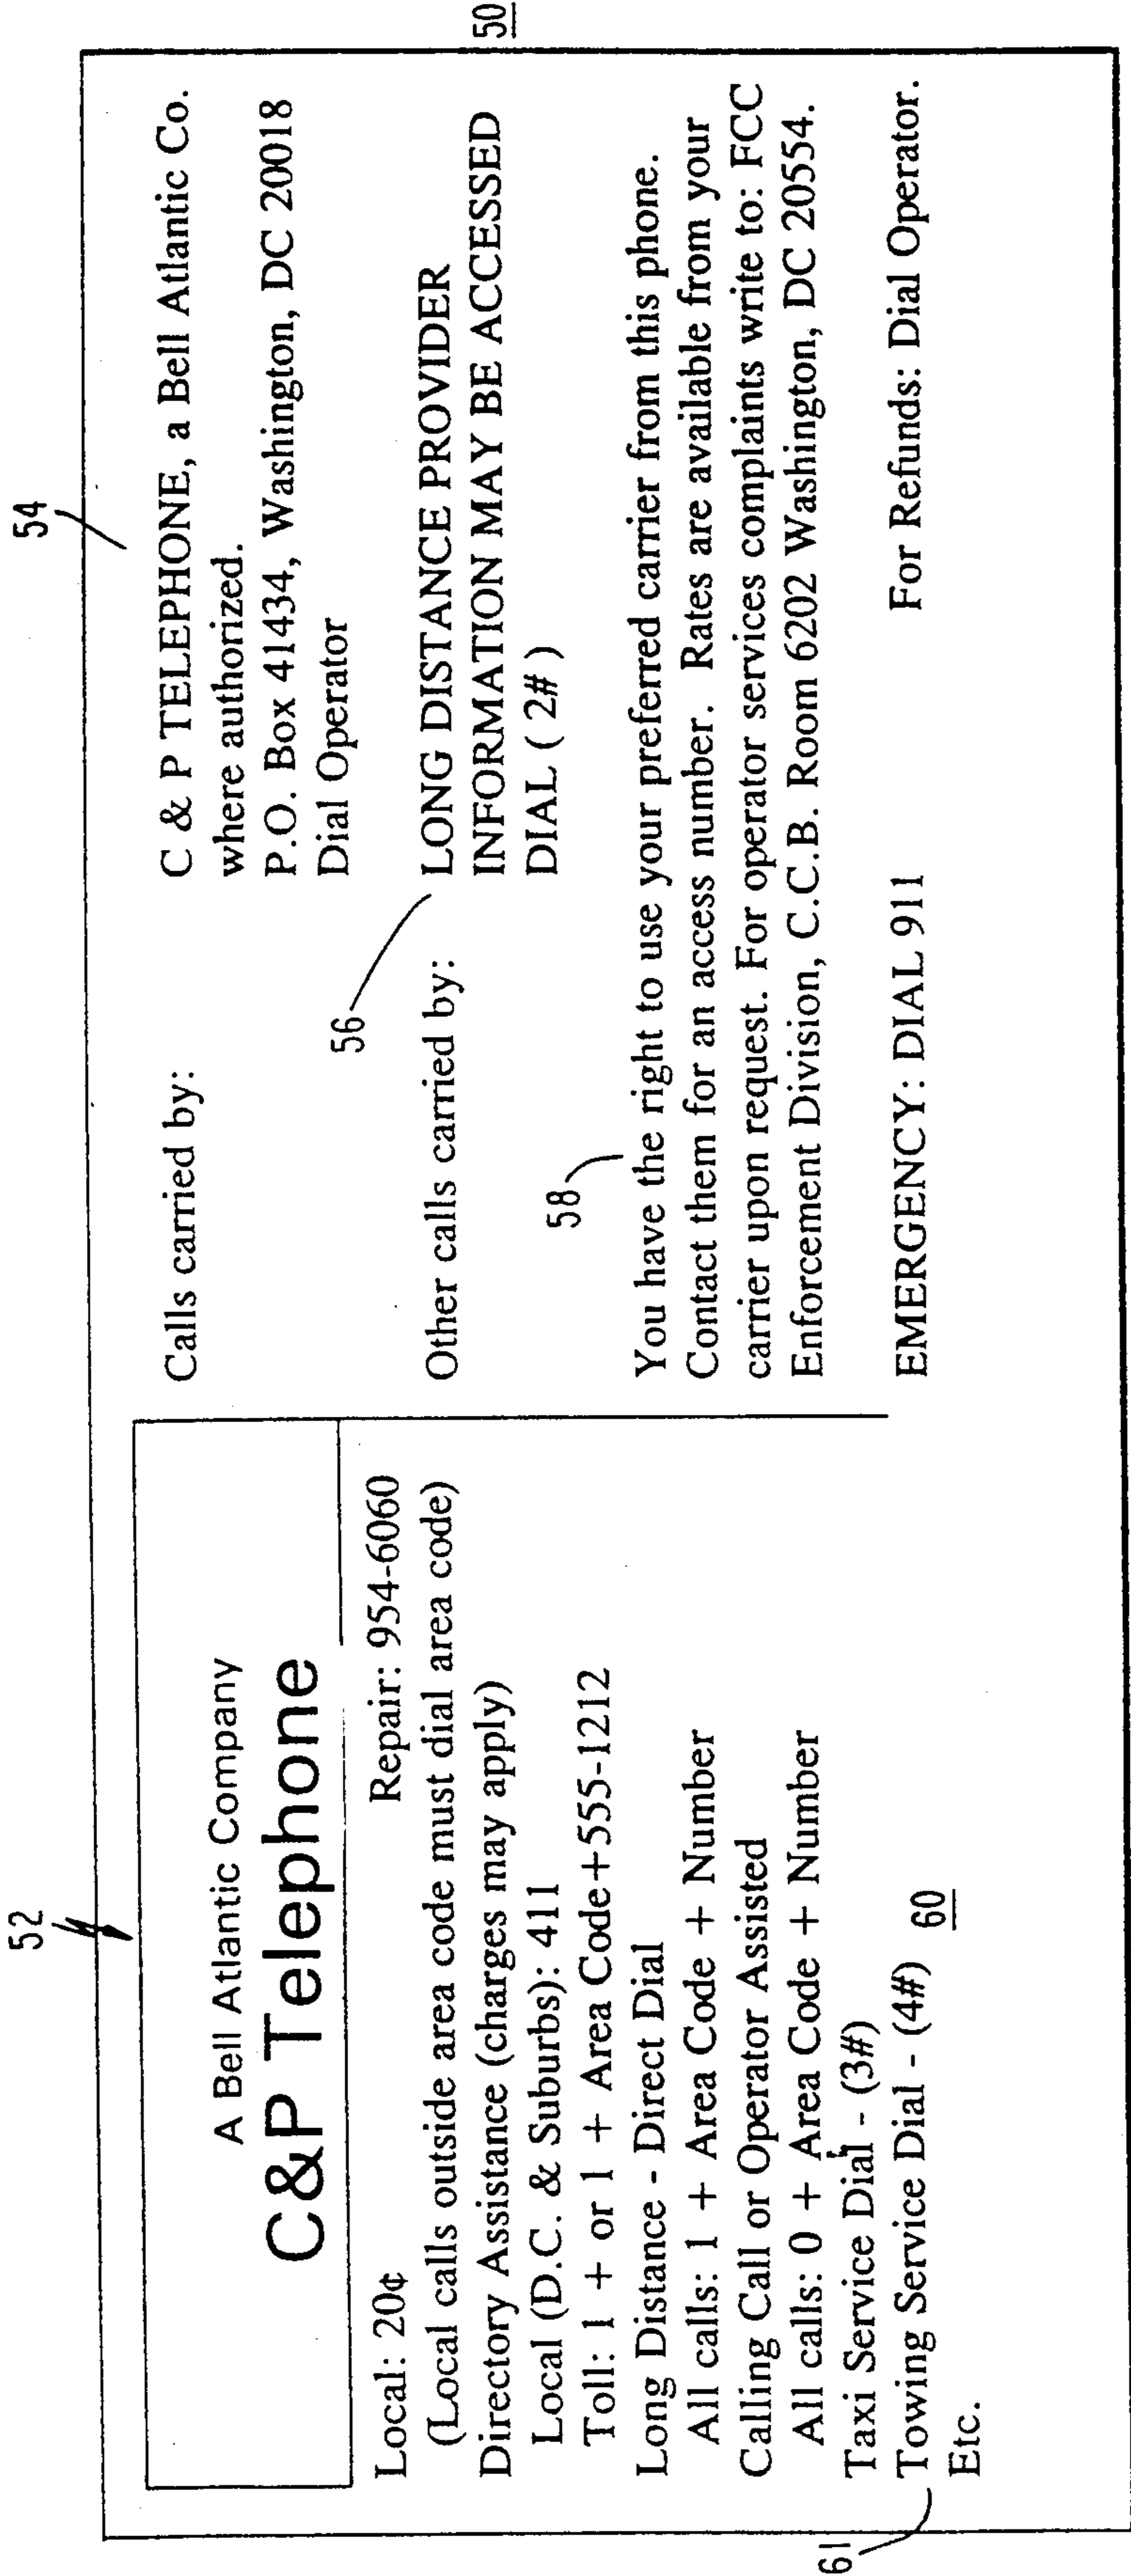 52
54
50
A Bell Atlantic Company
C&P Telephone
Local: 20¢ Repair: 954-6060
(Local calls outside area code must dial area code)
Directory Assistance (charges may apply)
Local (D.C. & Suburbs): 411
Toll: 1 + or 1 + Area Code+555-1212
Long Distance - Direct Dial
All calls: 1 + Area Code + Number
Calling Call or Operator Assisted
All calls: 0 + Area Code + Number
Taxi Service Dial - (3#)
Towing Service Dial - (4#)
Etc.
60
61
Calls carried by: C & P TELEPHONE, a Bell Atlantic Co.
where authorized.
P.O. Box 41434, Washington, DC 20018
Dial Operator
56
Other calls carried by: LONG DISTANCE PROVIDER
INFORMATION MAY BE ACCESSED
DIAL ( 2# )
58
You have the right to use your preferred carrier from this phone.
Contact them for an access number. Rates are available from your
carrier upon request. For operator services complaints write to: FCC
Enforcement Division, C.C.B. Room 6202 Washington, DC 20554.
EMERGENCY: DIAL 911 For Refunds: Dial Operator.